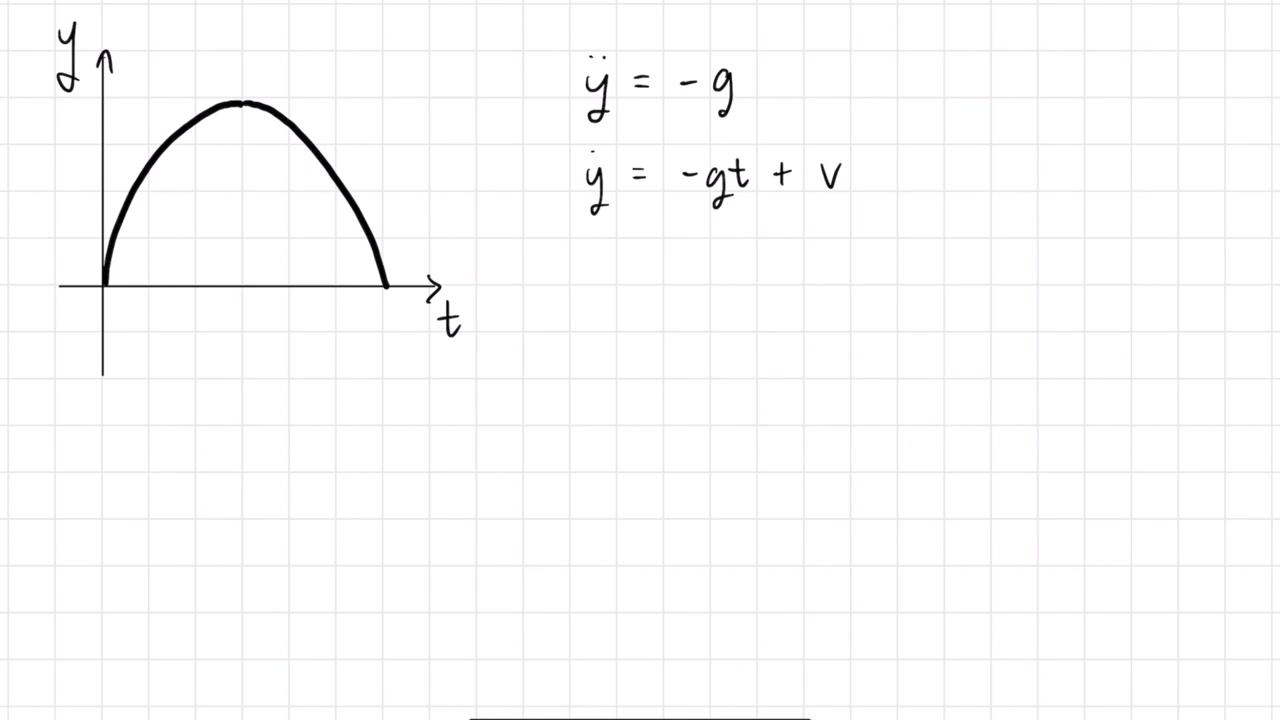 y
ÿ = -g
ẏ = -gt + v
t